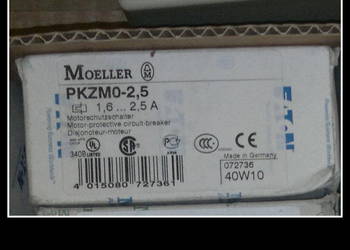 MOELLER
PKZM0-2,5
1,6 ... 2,5 A
Motorschutzschalter
Motor-protective circuit-breaker
Disjoncteur-moteur
CE
Made in Germany
340B
072736
40W10
4 015080 727361